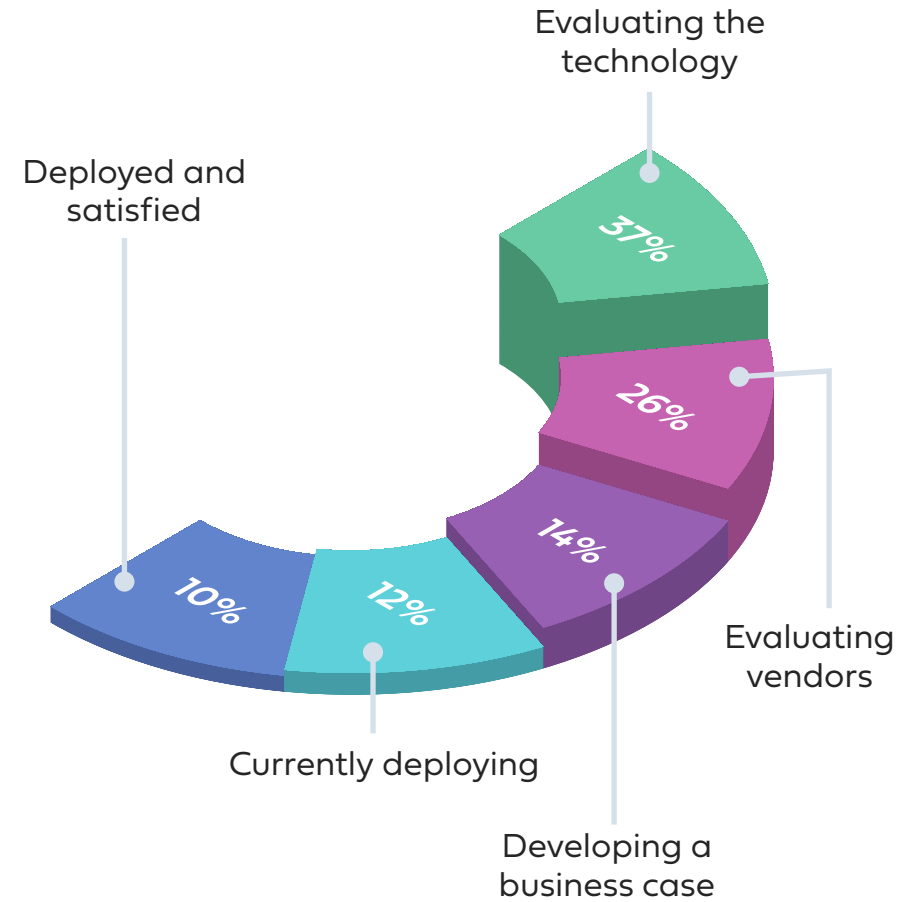 Evaluating the
technology
37%
Deployed and
satisfied
10%
12%
Currently deploying
14%
Developing a
business case
26%
Evaluating
vendors